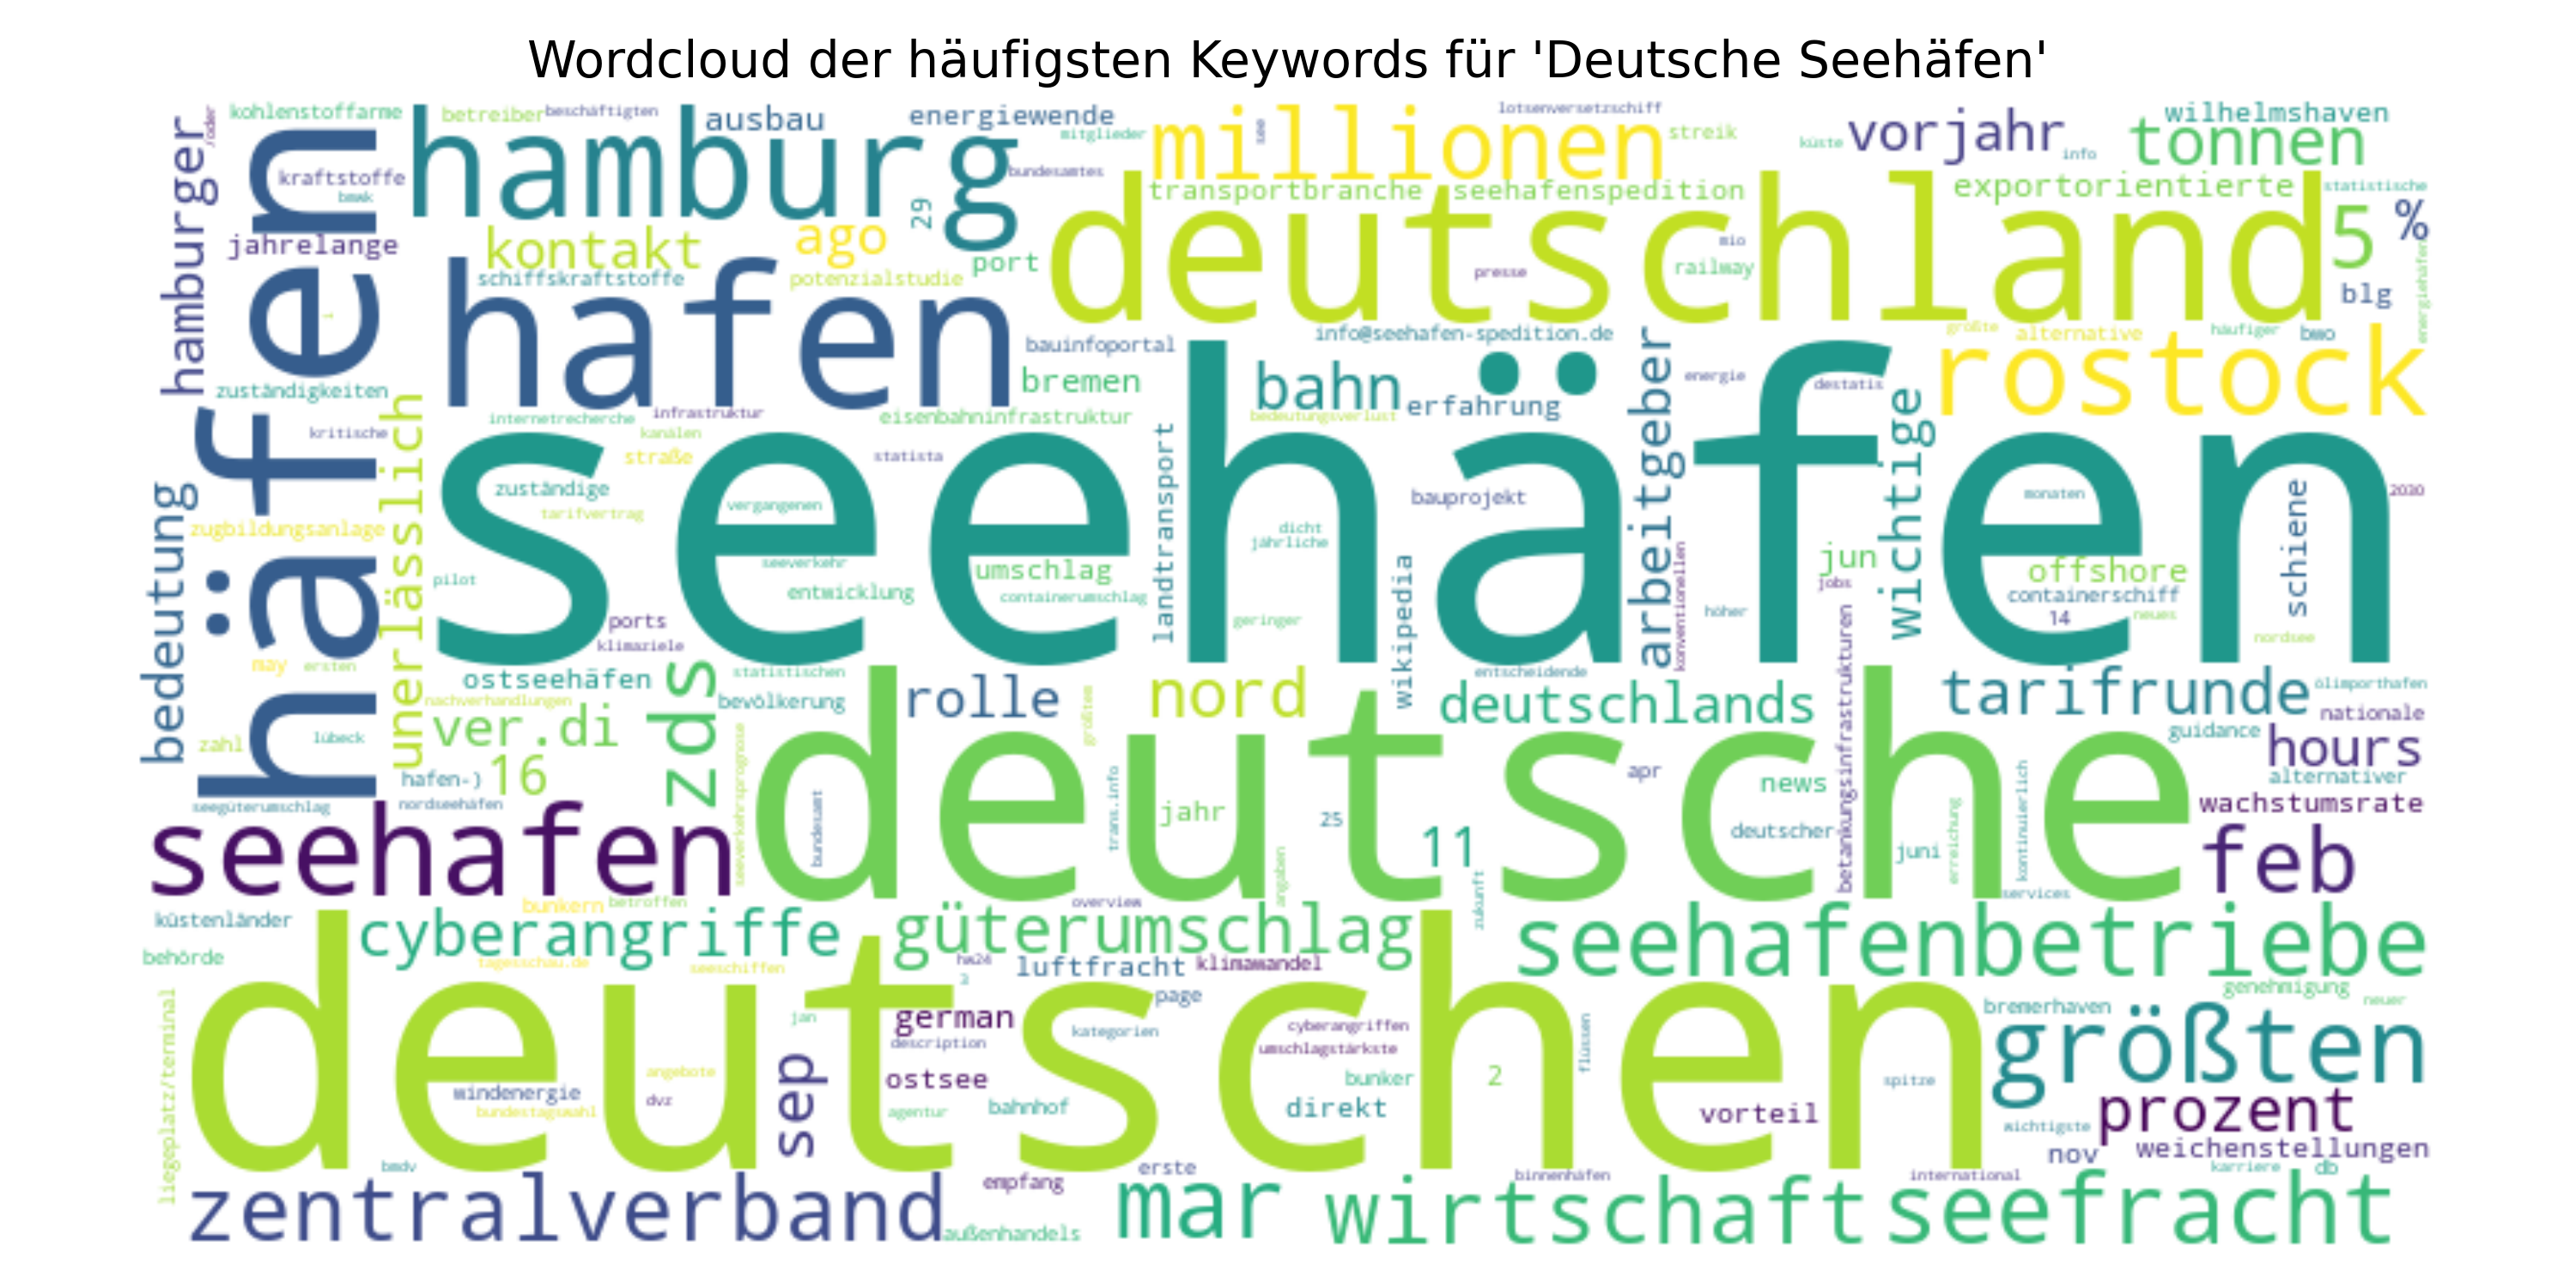 Wordcloud der häufigsten Keywords für 'Deutsche Seehäfen'
kohlenstoffarme
betreiber
beschäftigten
ausbau
energiewende
mitglieder
millionen
lotsenversetzschiff
see
streik
küste
vorjahr
info
wilhelmshaven
tonnen
hamburger
/oder
häfen
kraftstoffe
bmwk
hamburg
29
bundesamtes
transportbranche
seehafenspedition
exportorientierte
statistische
jahrelange
kontakt
ago
port
deutschland
mio
presse
railway
5
%
blg
energiehäfen
schiffskraftstoffe
potenzialstudie
hafen
bauinfoportal
info@seehafen-spedition.de
größte
alternative
häufiger
bmo
rostock
zuständigkeiten
bremen
bahn
erfahrung
arbeitgeber
energie
destatis
wichtige
internetrecherche
infrastruktur
eisenbahninfrastruktur
bedeutungsverlust
kritische
unerlässlich
kanälen
straße
statista
landtransport
seehäfen
zuständige
tarifvertrag
vergangenen
bauprojekt
monaten
2030
schiene
bedeutung
zugbildungsanlage
dicht
jährliche
pilot
seeverkehr
umschlag
entwicklung
containerumschlag
geringer
wikipedia
konventionellen
höher
jun
jobs
offshore
containerschiff
14
neues
nordsee
ports
klimaziele
may
ersten
ostseehäfen
zds
statistischen
bevölkerung
rolle
größtem
nord
entscheidende
deutschlands
betankungsinfrastrukturen
tarifrunde
ölimporthafen
nationale
nachverhandlungen
ver.di
zahl
lübeck
guidance
hours
hafen-)
16
alternativer
seegüterumschlag
nordseehäfen
seeverkehrsprognose
deutsche
bundesamt
trans.info
jahr
25
apr
news
deutscher
11
juni
erreichung
kontinuierlich
services
wachstumsrate
feb
seehafen
angaben
zukunft
küstenländer
bunkern
betroffen
overview
behörde
cyberangriffe
güterumschlag
seehafenbetriebe
tagesschau.de
seeschiffen
ha24
3
luftfracht
klimawandel
genehmigung
neuer
liegeplatz/terminal
deutschen
jan
german
page
description
kategorien
cyberangriffen
umschlagstärkste
flüssen
bremerhaven
größten
windenergie
bundestagswahl
angebote
dvz
sep
ostsee
agentur
bahnhof
bunker
direkt
2
spitze
vorteil
wichtigste
prozent
nov
weichenstellungen
bmdv
zentralverband
empfang
erste
außenhandels
mar
binnenhäfen
wirtschaft
international
karriere
db
seefracht